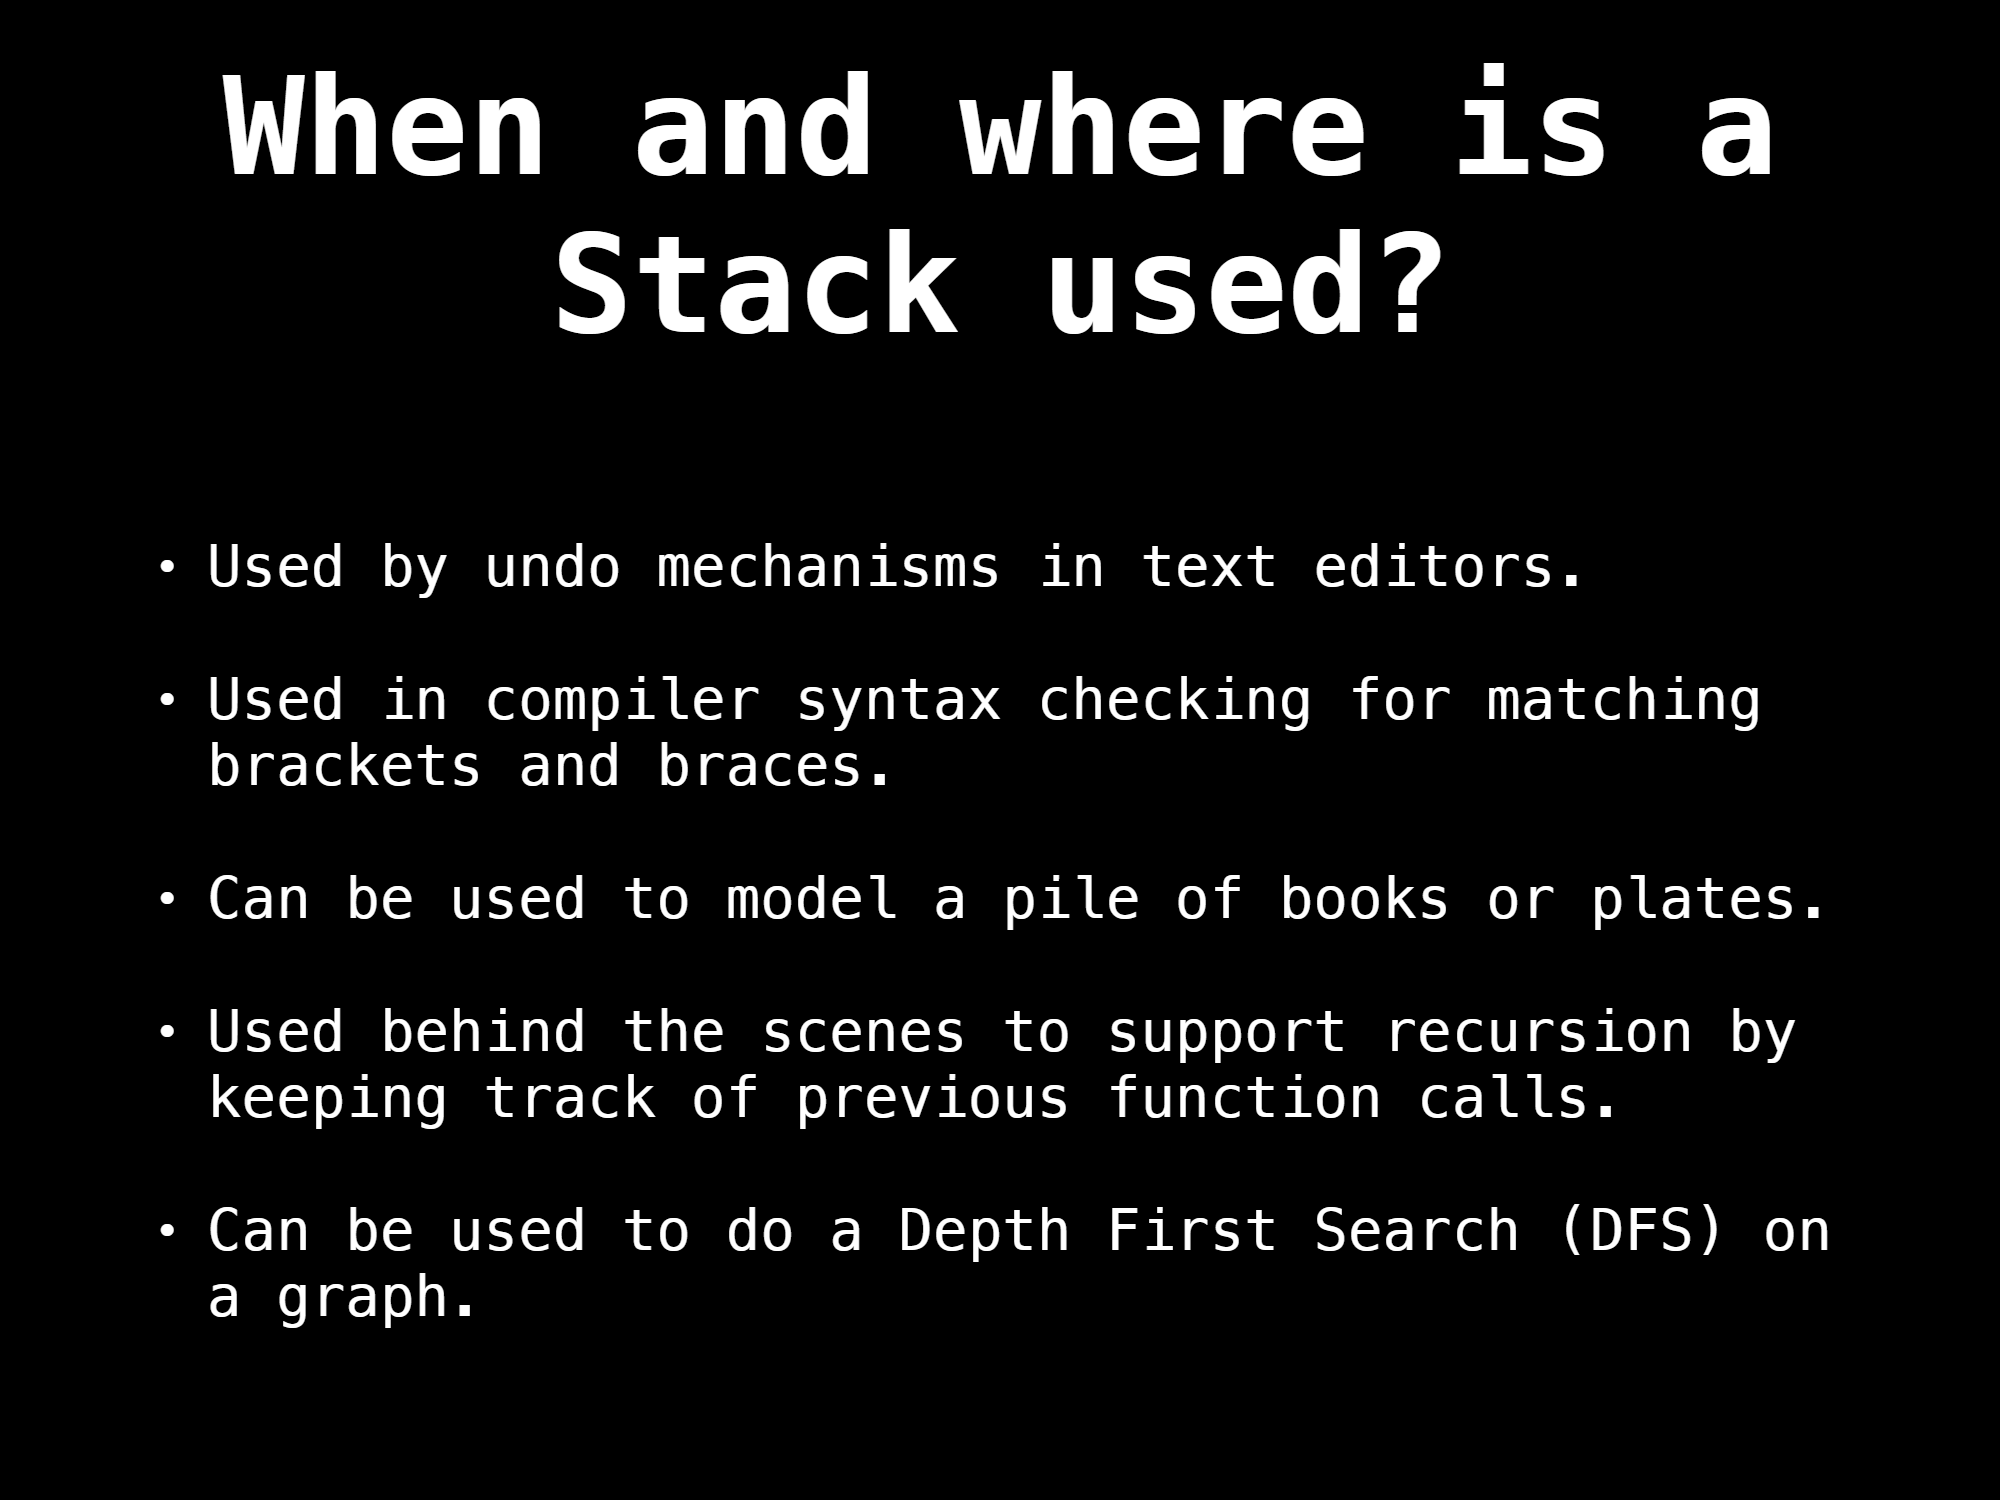 When and where is a
Stack used?
• Used by undo mechanisms in text editors.
• Used in compiler syntax checking for matching
brackets and braces.
• Can be used to model a pile of books or plates.
• Used behind the scenes to support recursion by
keeping track of previous function calls.
• Can be used to do a Depth First Search (DFS) on
a graph.